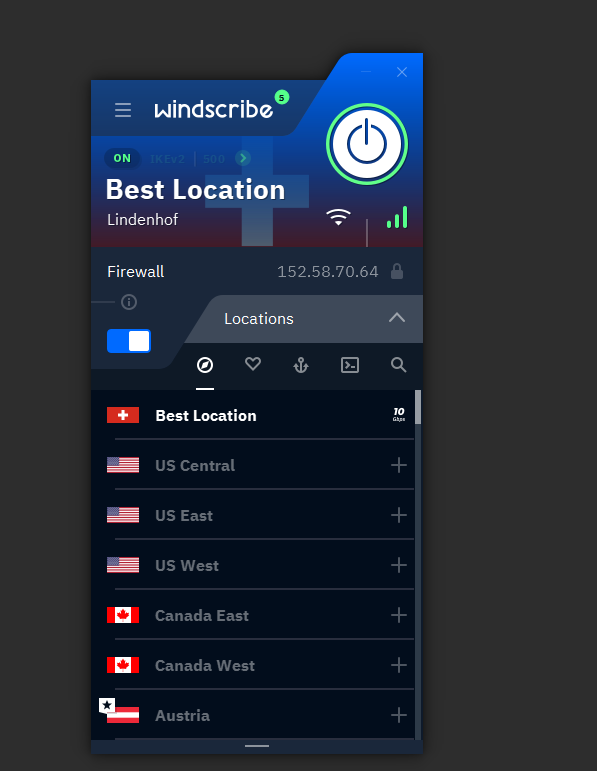 windscribe
5
ON IKEv2 | 500
Best Location
Lindenhof
Firewall
152.58.70.64
Locations
Best Location
10
Gbps
US Central
US East
US West
Canada East
Canada West
Austria